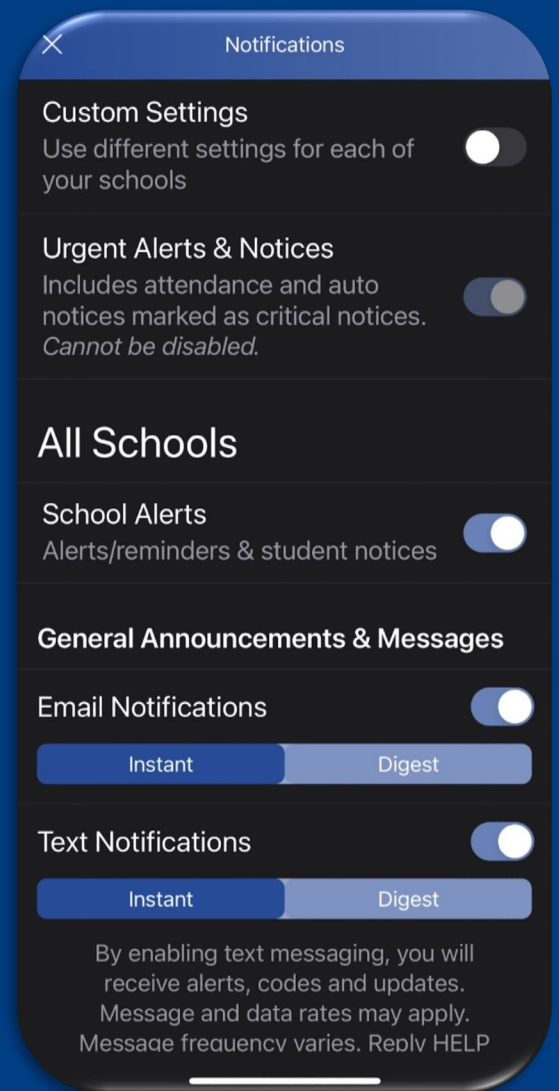 Notifications
Custom Settings
Use different settings for each of
your schools
Urgent Alerts & Notices
Includes attendance and auto
notices marked as critical notices.
Cannot be disabled.
All Schools
School Alerts
Alerts/reminders & student notices
General Announcements & Messages
Email Notifications
Instant Digest
Text Notifications
Instant Digest
By enabling text messaging, you will
receive alerts, codes and updates.
Message and data rates may apply.
Message frequency varies. Reply HELP